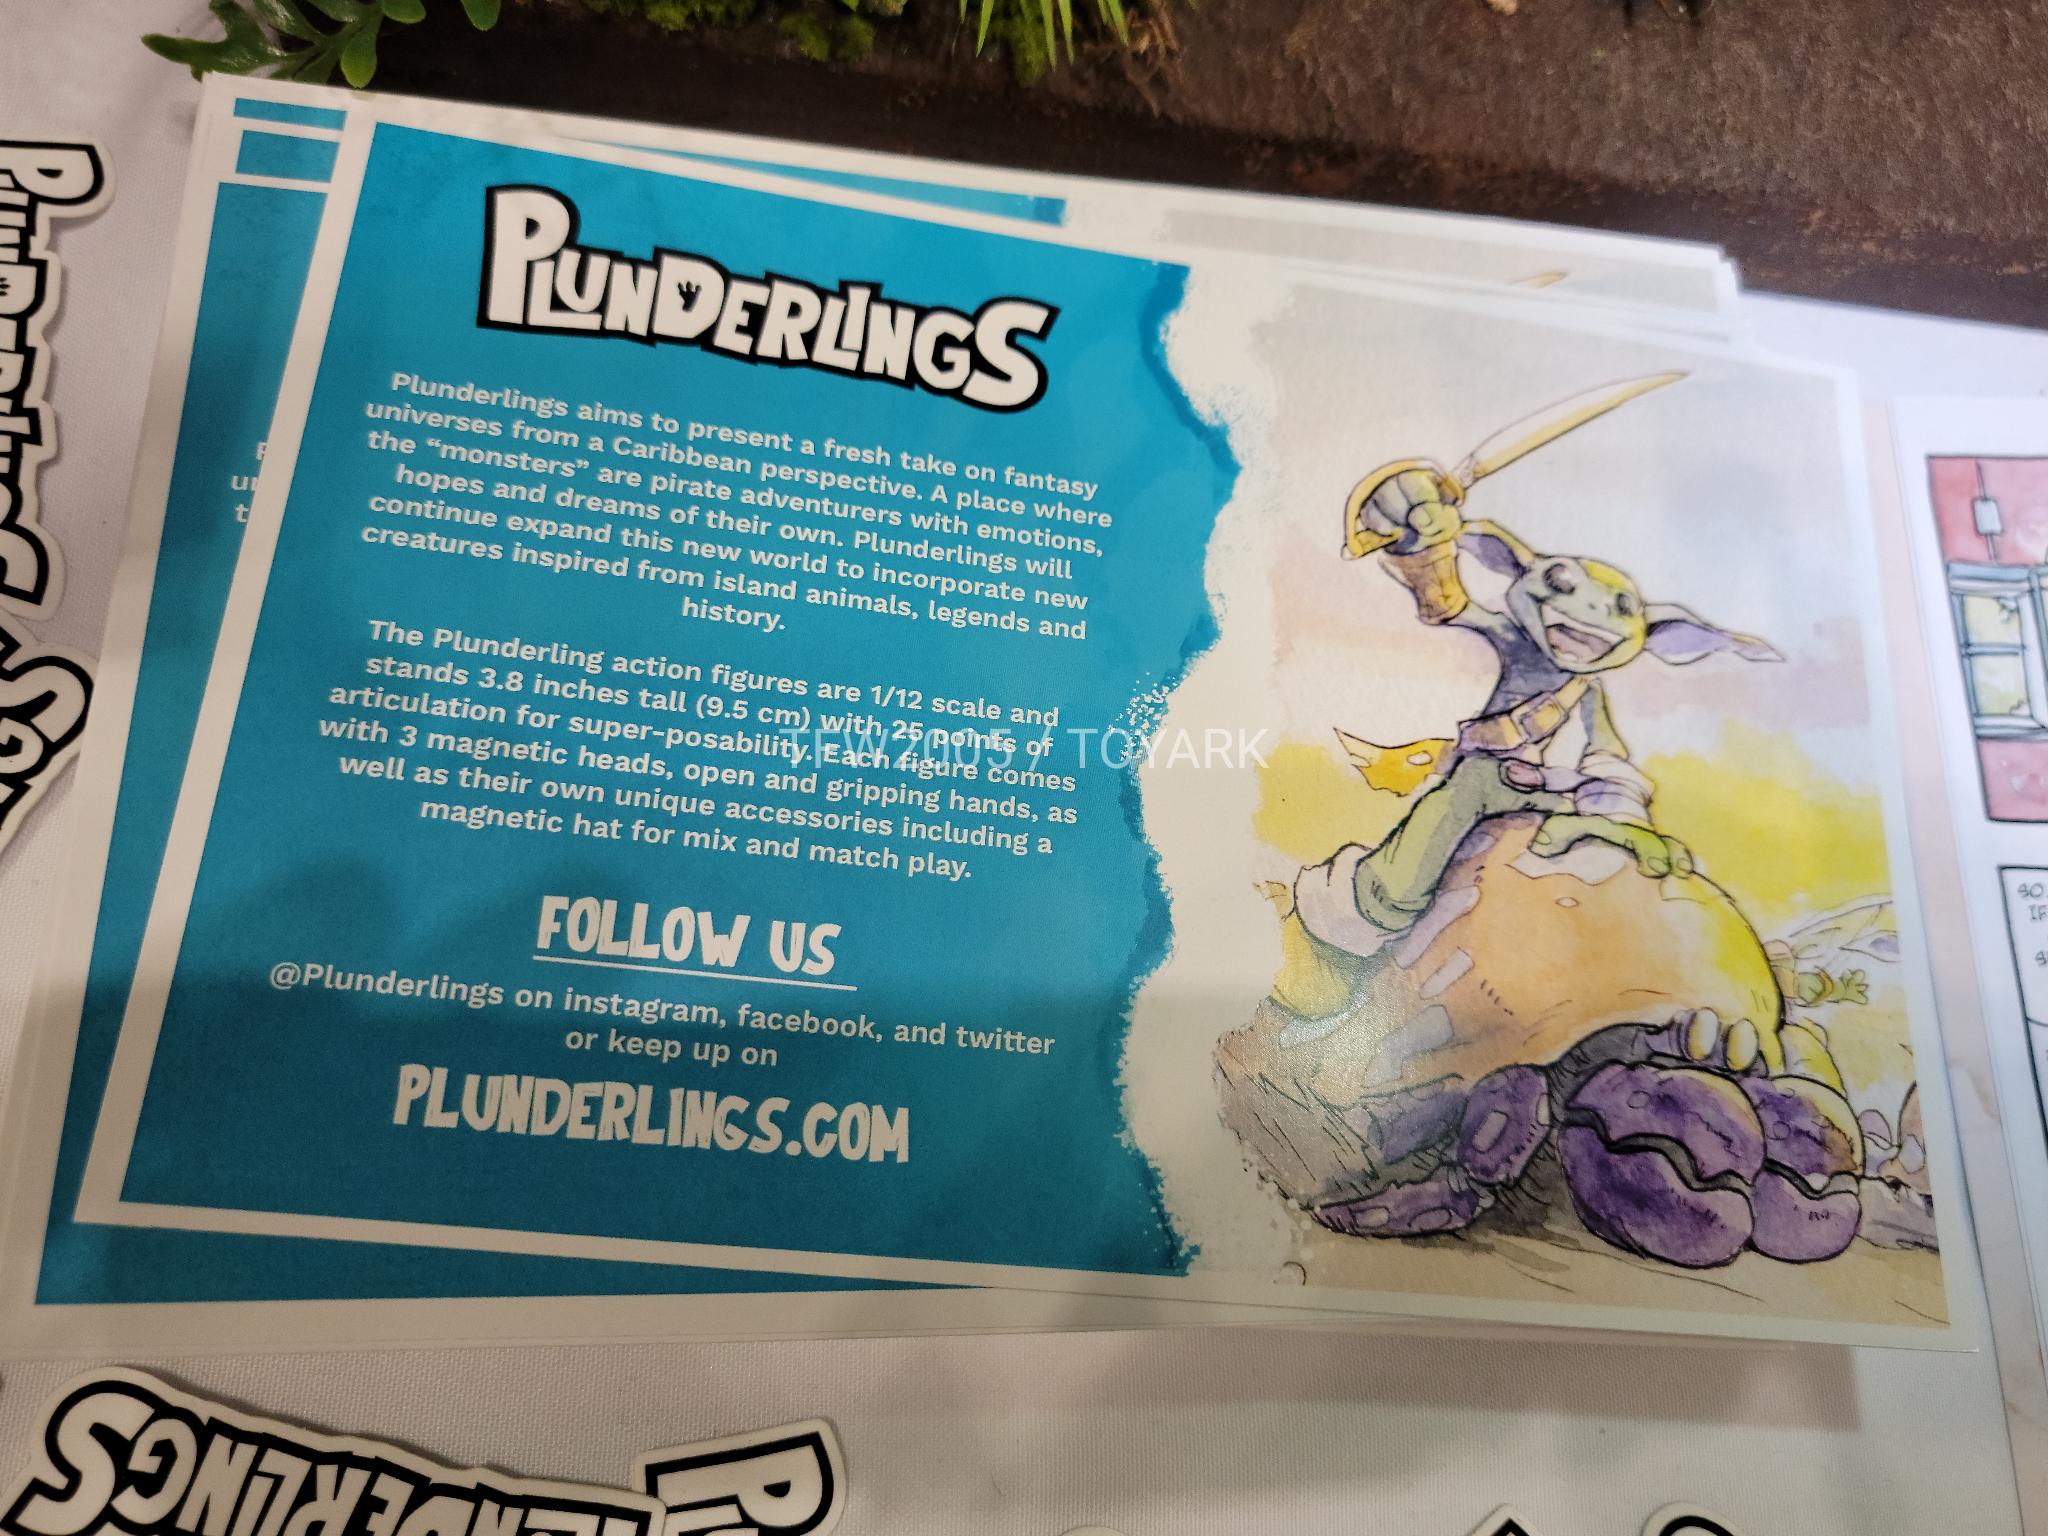 PLUNDERLINGS
Plunderlings aims to present a fresh take on fantasy
universes from a Caribbean perspective. A place where
the “monsters” are pirate adventurers with emotions,
hopes and dreams of their own. Plunderlings will
continue expand this new world to incorporate new
creatures inspired from island animals, legends and
history.
The Plunderling action figures are 1/12 scale and
stands 3.8 inches tall (9.5 cm) with 25 points of
articulation for super-posability. Each figure comes
with 3 magnetic heads, open and gripping hands, as
well as their own unique accessories including a
magnetic hat for mix and match play.
FOLLOW US
@Plunderlings on instagram, facebook, and twitter
or keep up on
PLUNDERLINGS.COM
TFW2005 / TOYARK
PLUNDERLINGS
PLUNDERLINGS
SO
IF